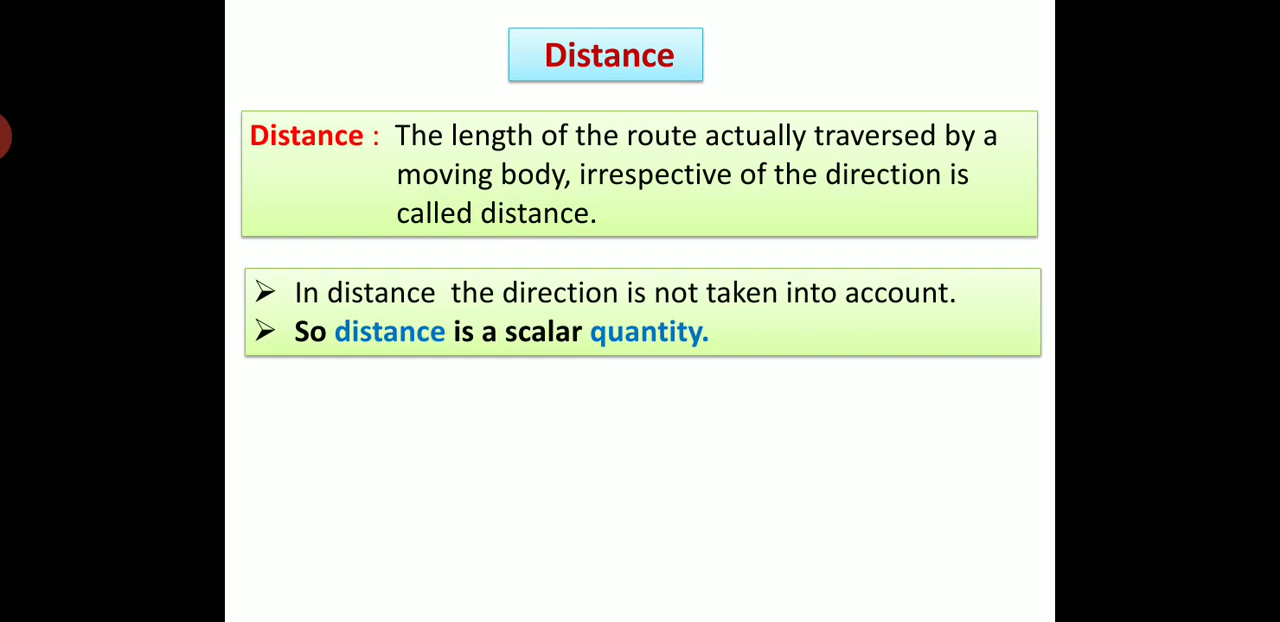 Distance
Distance : The length of the route actually traversed by a
moving body, irrespective of the direction is
called distance.
➢ In distance the direction is not taken into account.
➢ So distance is a scalar quantity.